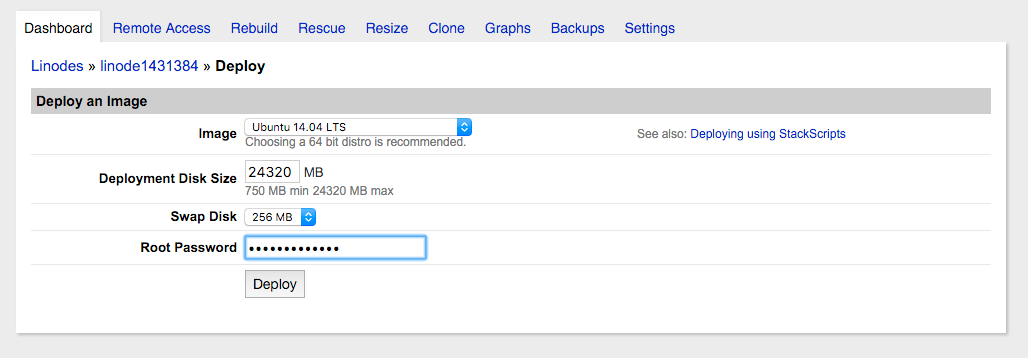 Dashboard Remote Access Rebuild Rescue Resize Clone Graphs Backups Settings
Linodes » linode1431384 » Deploy
Deploy an Image
Image Ubuntu 14.04 LTS See also: Deploying using StackScripts
Choosing a 64 bit distro is recommended.
Deployment Disk Size 24320 MB
750 MB min 24320 MB max
Swap Disk 256 MB
Root Password •••••••••••••
Deploy